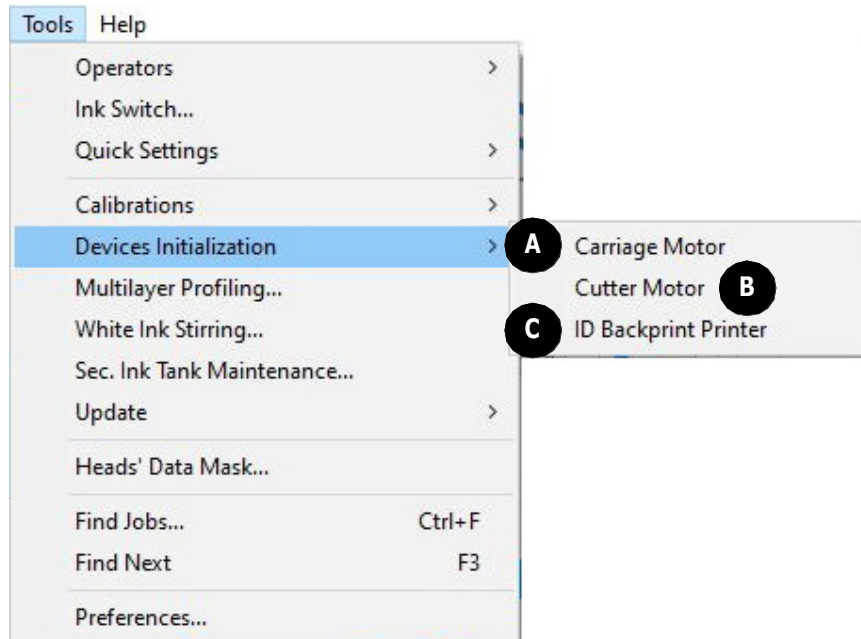 Tools Help
Operators >
Ink Switch...
Quick Settings >
Calibrations >
Devices Initialization >
A Carriage Motor
Cutter Motor B
C ID Backprint Printer
Multilayer Profiling...
White Ink Stirring...
Sec. Ink Tank Maintenance...
Update >
Heads' Data Mask...
Find Jobs... Ctrl+F
Find Next F3
Preferences...